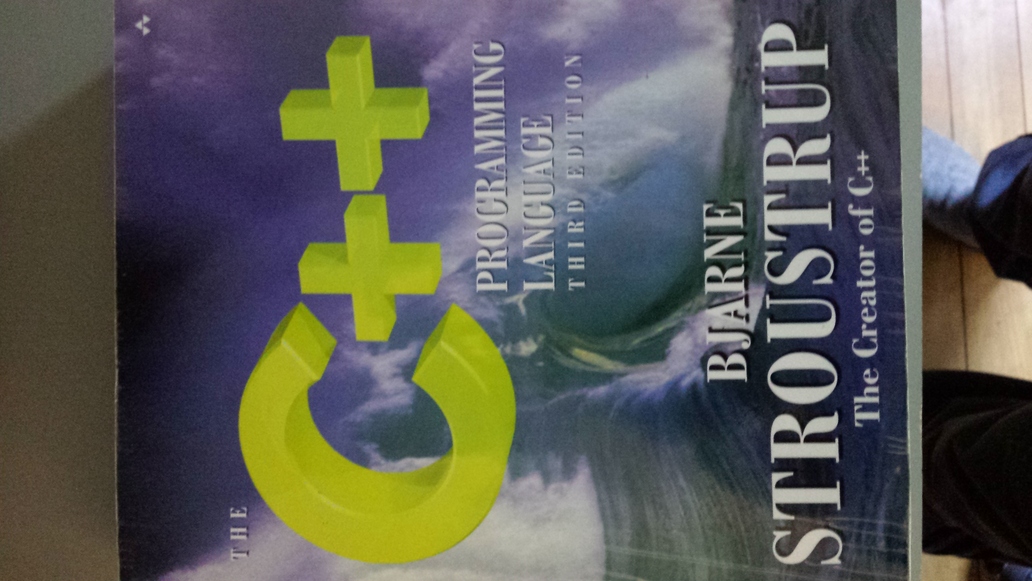 THE
C++
PROGRAMMING
LANGUAGE
THIRD EDITION
BJARNE
STROUSTRUP
The Creator of C++